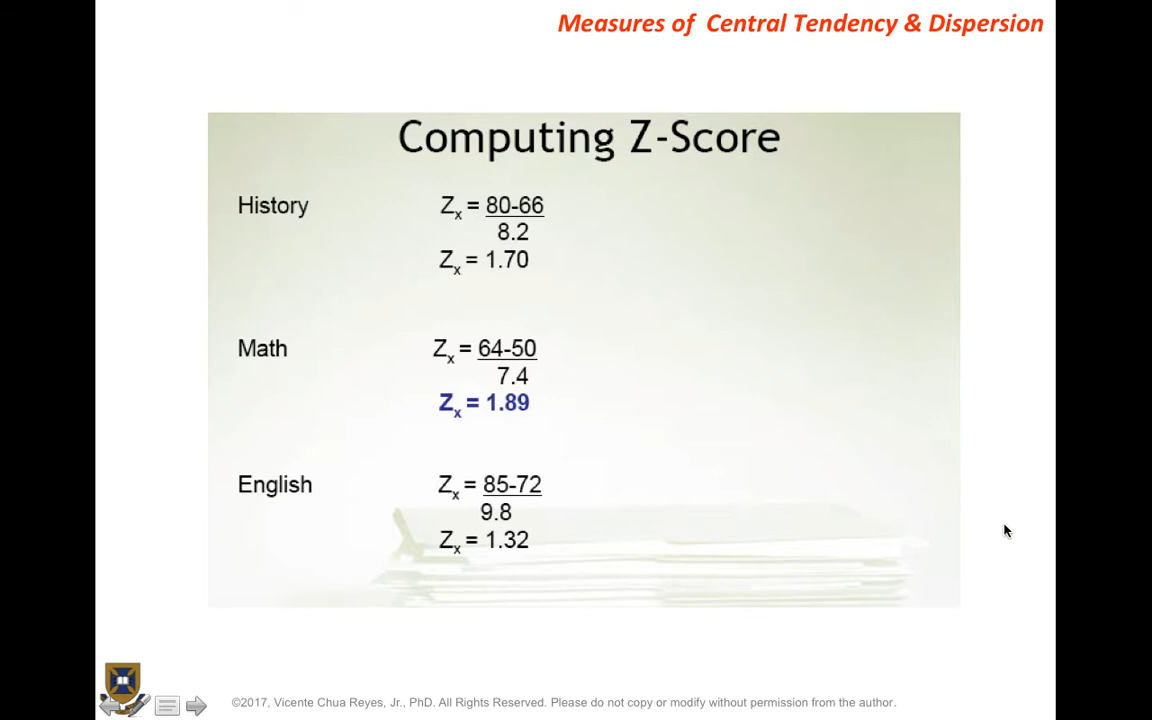 Measures of Central Tendency & Dispersion
Computing Z-Score
History
Zx = 80-66
8.2
Zx = 1.70
Math
Zx = 64-50
7.4
Zx = 1.89
English
Zx = 85-72
9.8
Zx = 1.32
©2017, Vicente Chua Reyes, Jr., PhD. All Rights Reserved. Please do not copy or modify without permission from the author.